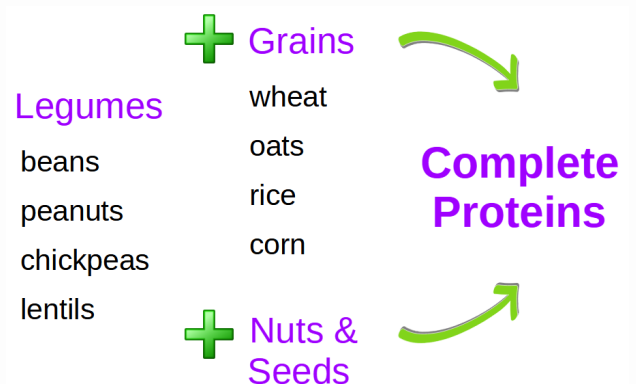 Legumes
beans
peanuts
chickpeas
lentils
Grains
wheat
oats
rice
corn
Nuts &
Seeds
Complete
Proteins